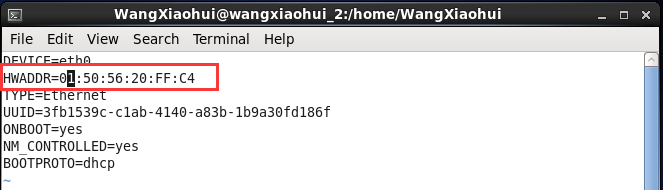 WangXiaohui@wangxiaohui_2:/home/WangXiaohui
File Edit View Search Terminal Help
DEVICE=eth0
HWADDR=01:50:56:20:FF:C4
TYPE=Ethernet
UUID=3fb1539c-c1ab-4140-a83b-1b9a30fd186f
ONBOOT=yes
NM_CONTROLLED=yes
BOOTPROTO=dhcp
~